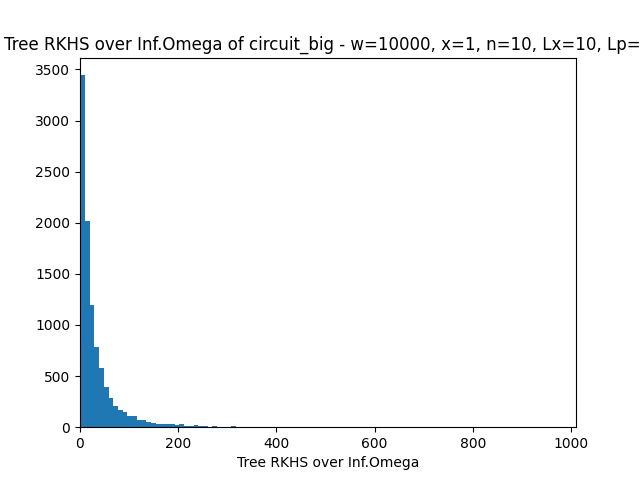 Tree RKHS over Inf.Omega of circuit_big - w=10000, x=1, n=10, Lx=10, Lp=
3500
3000
2500
2000
1500
1000
500
0
0 200 400 600 800 1000
Tree RKHS over Inf.Omega